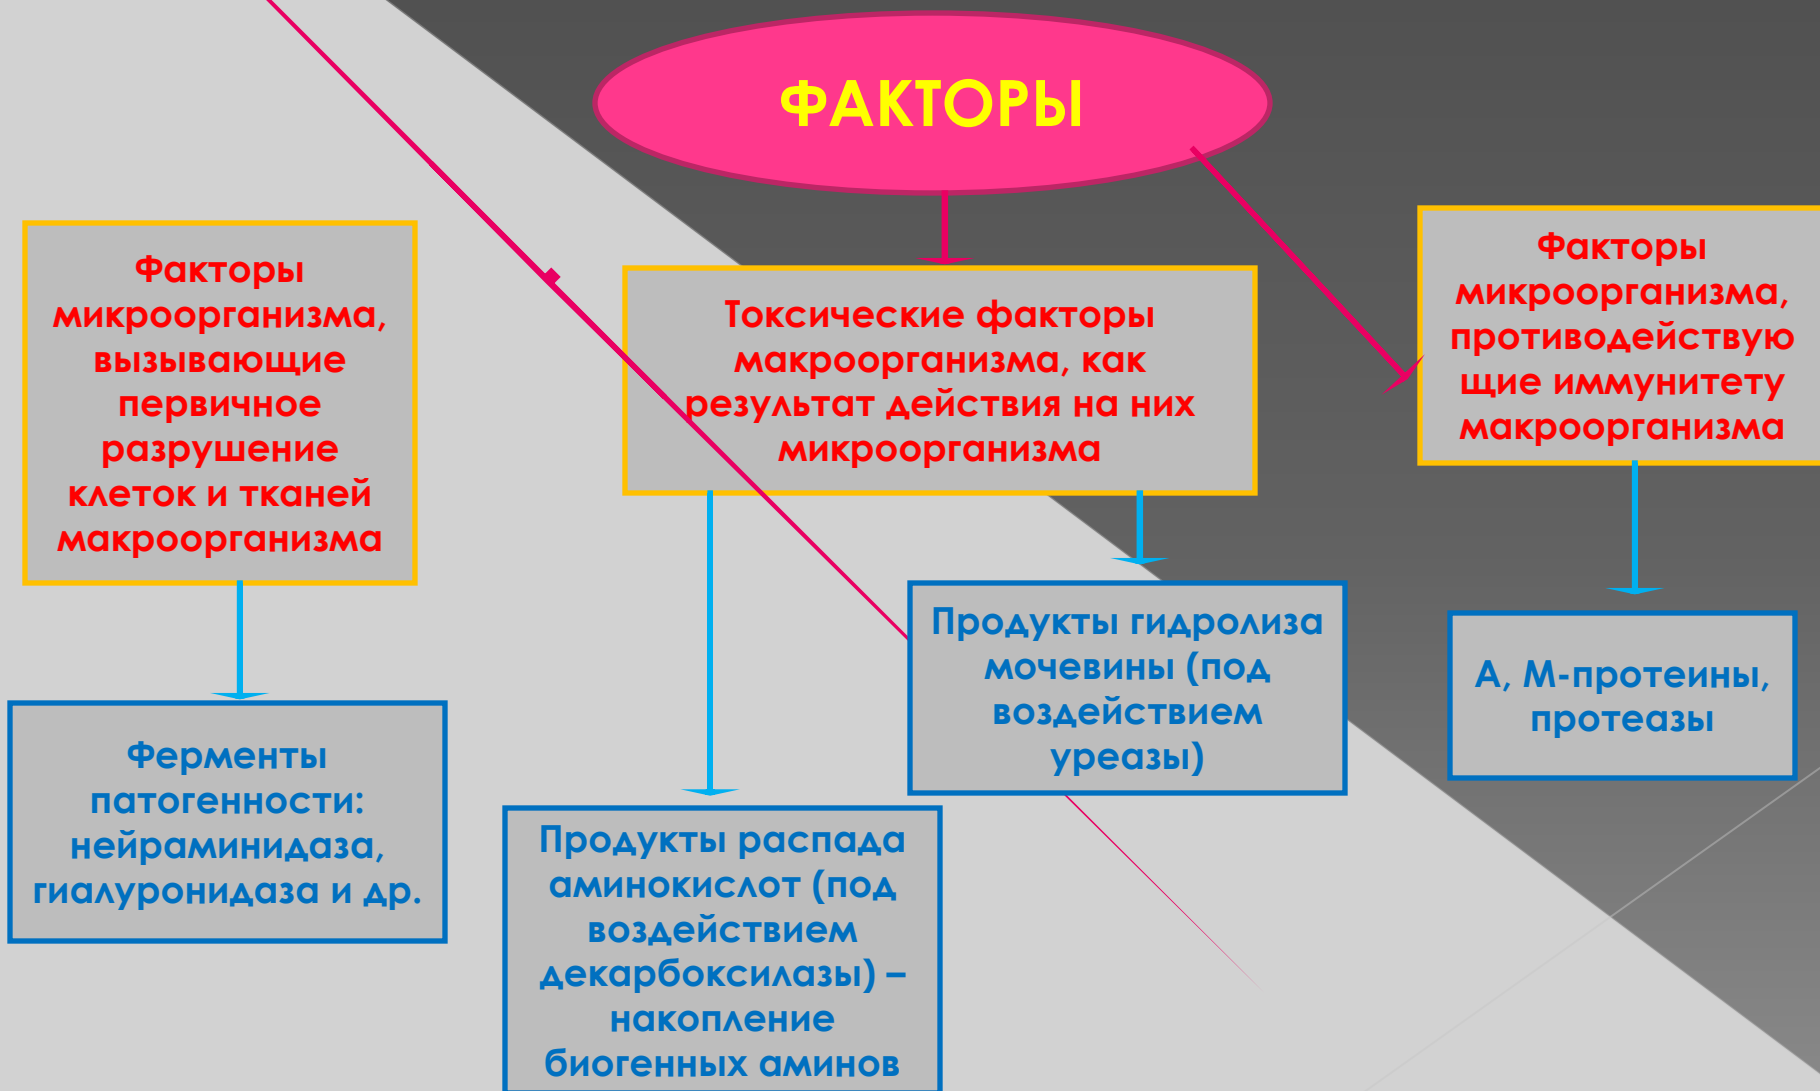 ФАКТОРЫ
Факторы
микроорганизма,
вызывающие
первичное
разрушение
клеток и тканей
макроорганизма
Токсические факторы
макроорганизма, как
результат действия на них
микроорганизма
Факторы
микроорганизма,
противодействую
щие иммунитету
макроорганизма
Ферменты
патогенности:
нейраминидаза,
гиалуронидаза и др.
Продукты распада
аминокислот (под
воздействием
декарбоксилазы) –
накопление
биогенных аминов
Продукты гидролиза
мочевины (под
воздействием
уреазы)
А, М-протеины,
протеазы